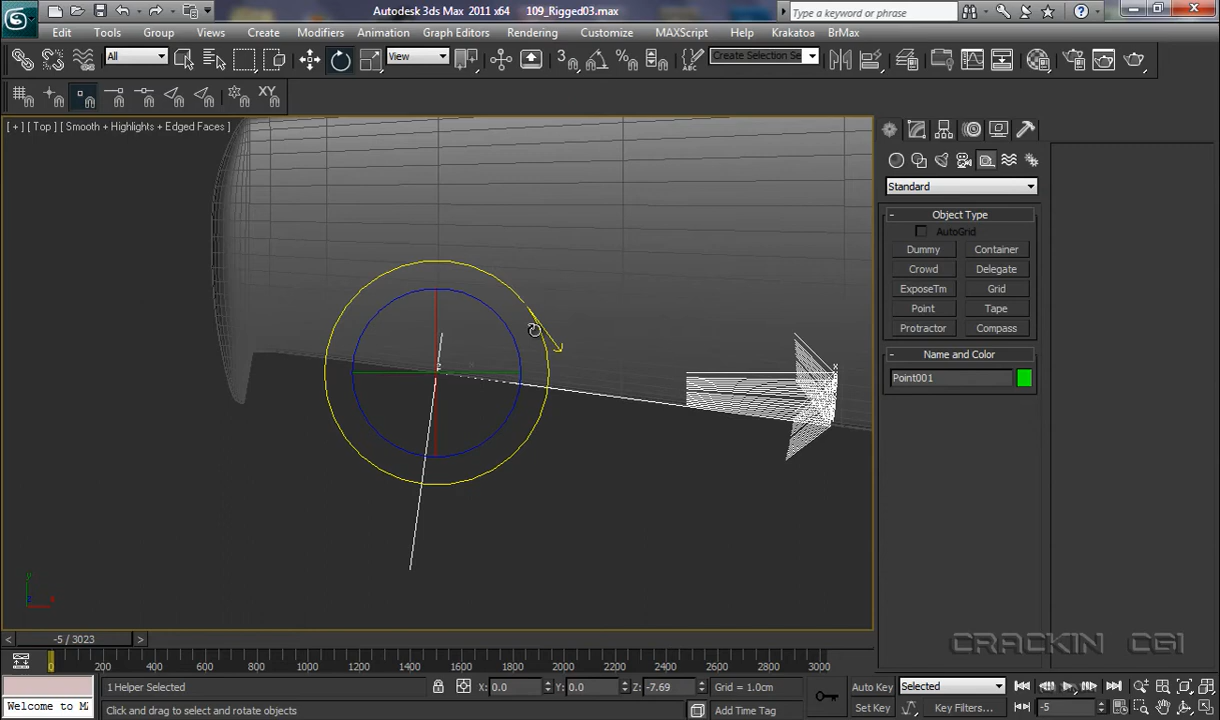 Autodesk 3ds Max 2011 x64 109_Rigged03.max
Type a keyword or phrase
Edit Tools Group Views Create Modifiers Animation Graph Editors Rendering Customize MAXScript Help Krakatoa BrMax
All View Create Selection Se
XY
[ + ] [ Top ] [ Smooth + Highlights + Edged Faces ]
Standard
- Object Type
AutoGrid
Dummy Container
Crowd Delegate
ExposeTm Grid
Point Tape
Protractor Compass
- Name and Color
Point001
x
z
y
x
< -5 / 3023 >
0 200 400 600 800 1000 1200 1400 1600 1800 2000 2200 2400 2600 2800 3000
CRACKIN CGI
1 Helper Selected X: 0.0 Y: 0.0 Z: -7.69 Grid = 1.0cm Auto Key Selected
Welcome to M Click and drag to select and rotate objects Add Time Tag Set Key Key Filters... -5